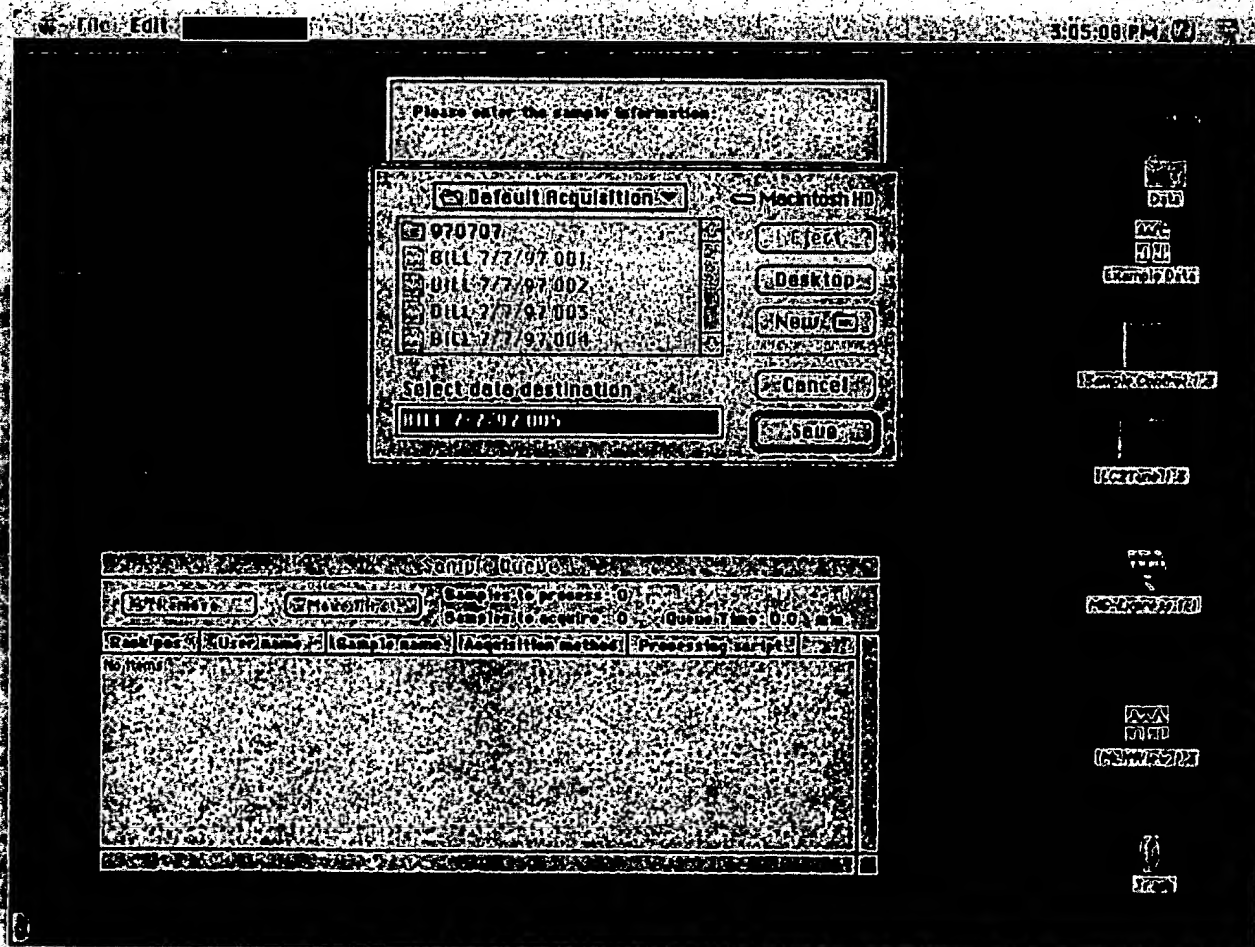 File Edit
3:05:08 PM
Please enter the sample information
Default Acquisition
Macintosh HD
970707
BILL 7/7/97 001
BILL 7/7/97 002
BILL 7/7/97 003
BILL 7/7/97 004
Eject
Desktop
New
Select data destination
Cancel
BILL 7/7/97 005
Save
Data
Example Data
Sample Queue
Remove
Samples to process: 0
Samples to acquire: 0
Queue Time: 0.0 min
Rack pos
User name
Sample name
Acquisition method
Processing script
No items
Trash